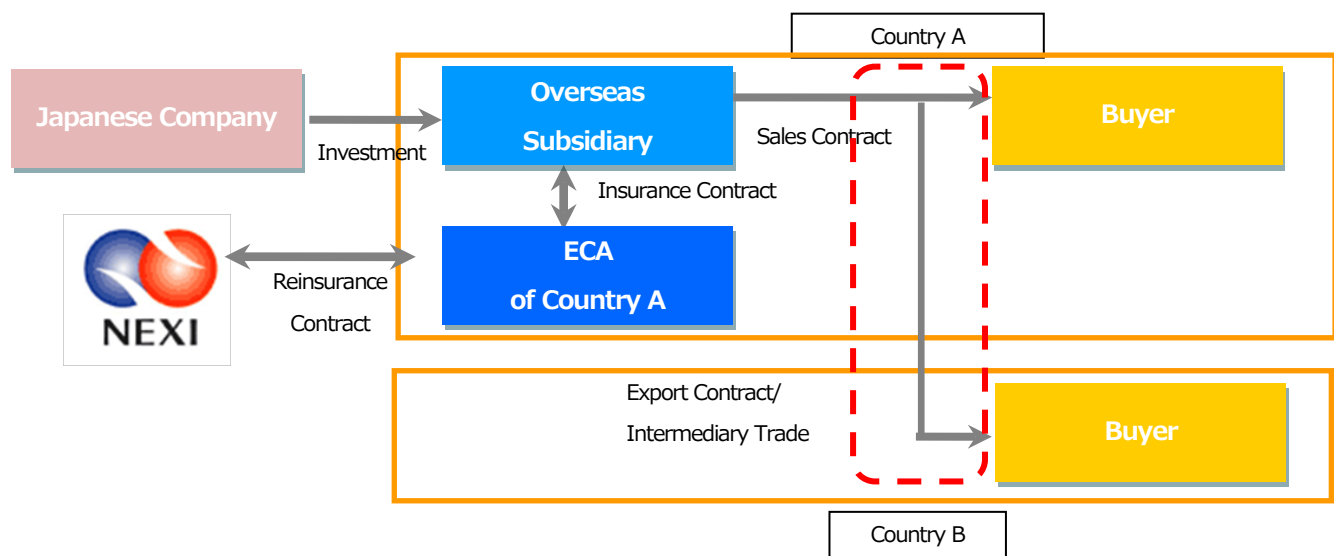 Country A
Japanese Company
Overseas
Subsidiary
Buyer
Investment
Sales Contract
Insurance Contract
NEXI
Reinsurance
Contract
ECA
of Country A
Export Contract/
Intermediary Trade
Buyer
Country B